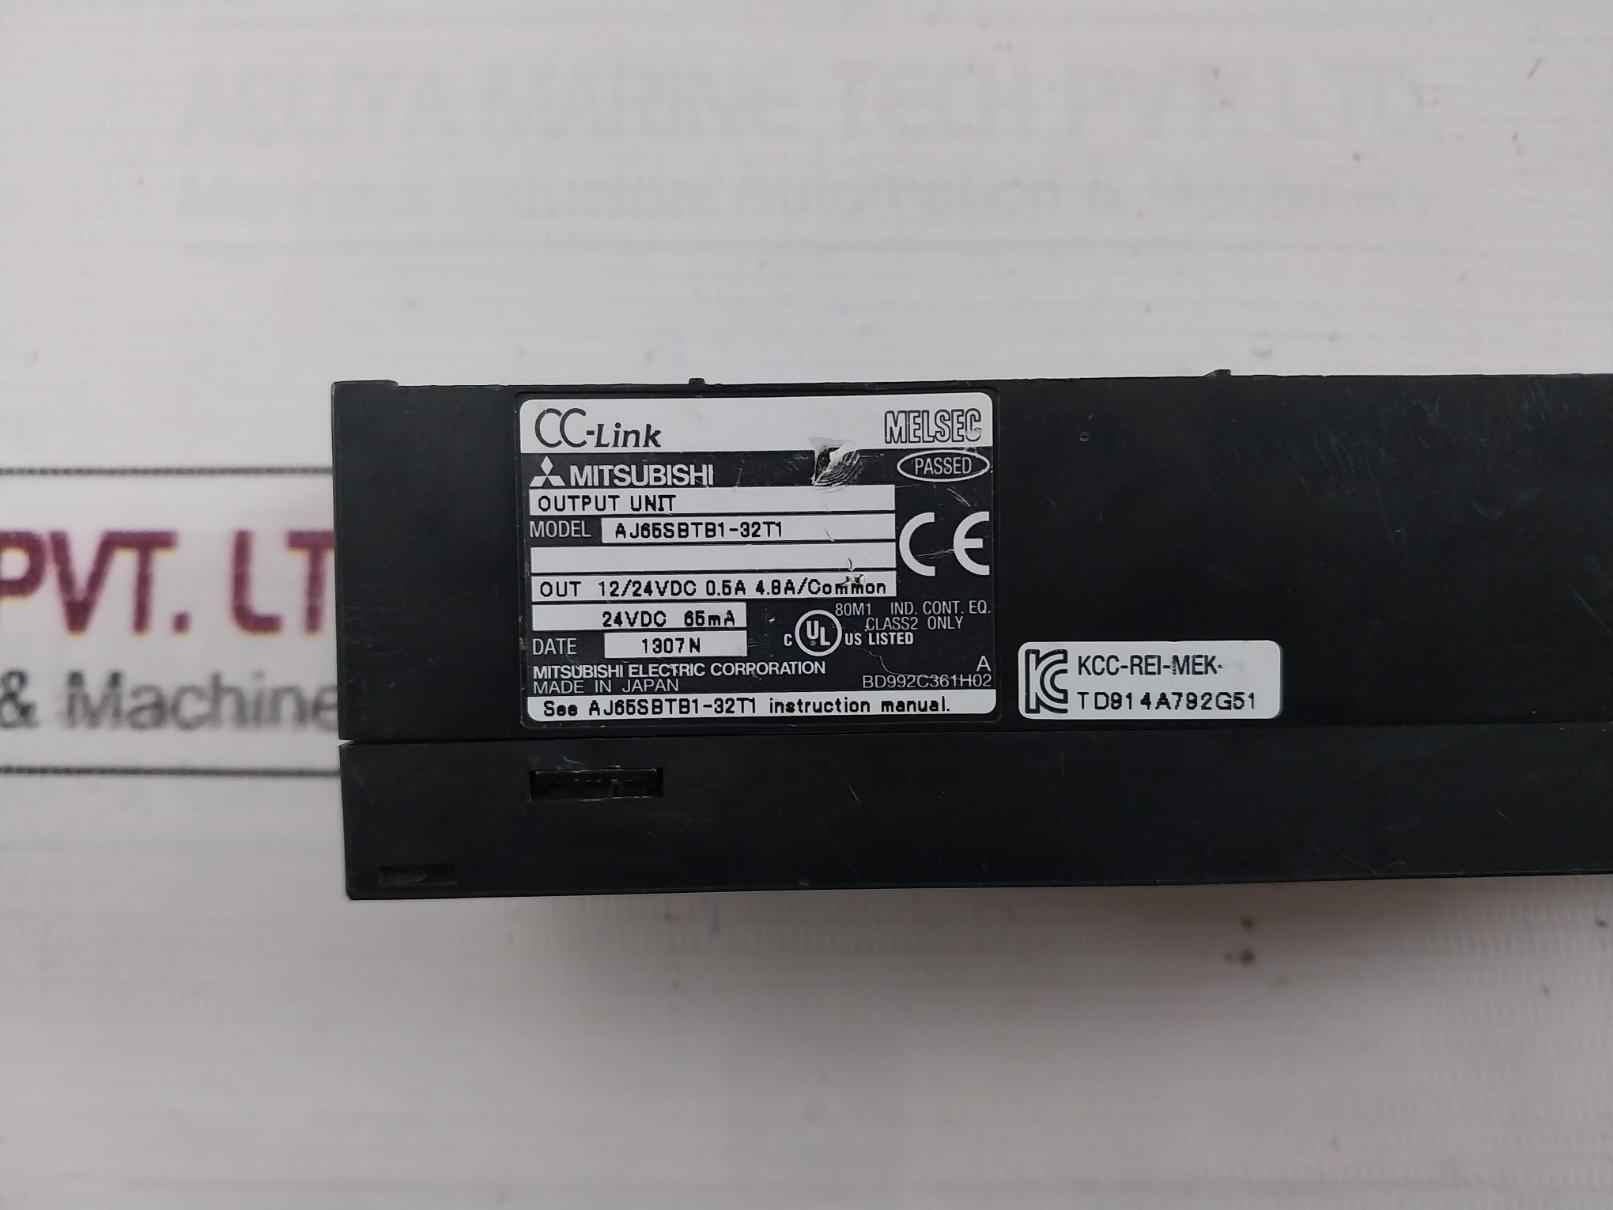 PVT. LT
& Machine
CC-Link MELSEC
MITSUBISHI PASSED
OUTPUT UNIT
MODEL AJ65SBTB1-32T1
CE
OUT 12/24VDC 0.5A 4.8A/Common
24VDC 65mA
80M1 IND. CONT. EQ.
CLASS2 ONLY
C UL US LISTED
DATE 1307N
MITSUBISHI ELECTRIC CORPORATION A
MADE IN JAPAN BD992C361H02
See AJ65SBTB1-32T1 instruction manual.
KCC-REI-MEK-
TD914A792G51